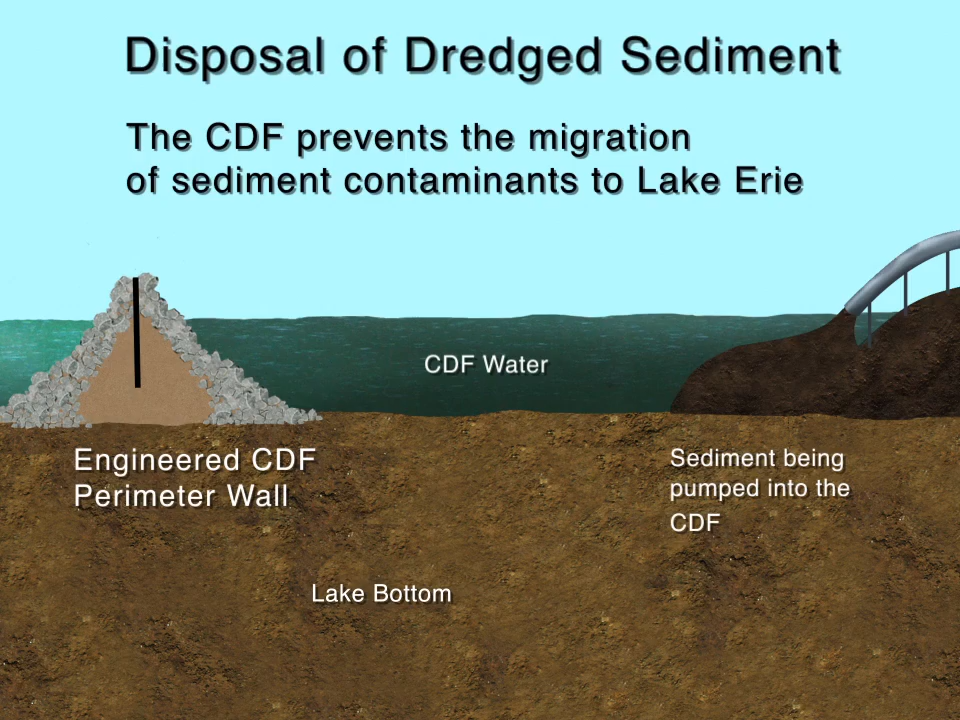 Disposal of Dredged Sediment
The CDF prevents the migration
of sediment contaminants to Lake Erie
CDF Water
Engineered CDF
Perimeter Wall
Sediment being
pumped into the
CDF
Lake Bottom